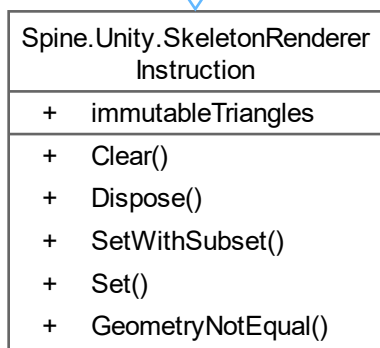 Spine.Unity.SkeletonRenderer
Instruction
+ immutableTriangles
+ Clear()
+ Dispose()
+ SetWithSubset()
+ Set()
+ GeometryNotEqual()